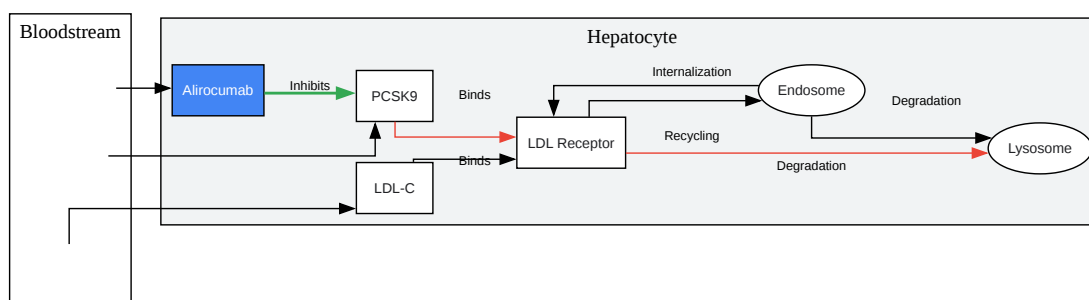 Bloodstream
Hepatocyte
Alirocumab
Inhibits
PCSK9
Binds
Internalization
Endosome
Degradation
LDL Receptor
Recycling
Lysosome
Binds
Degradation
LDL-C